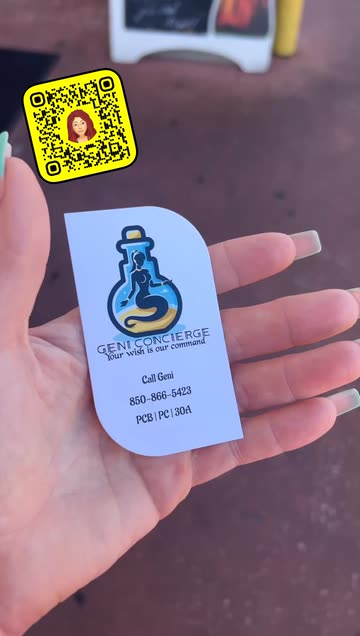 GENI CONCIERGE
Your wish is our command
Call Geni
850-866-5423
PCB | PC | 30A